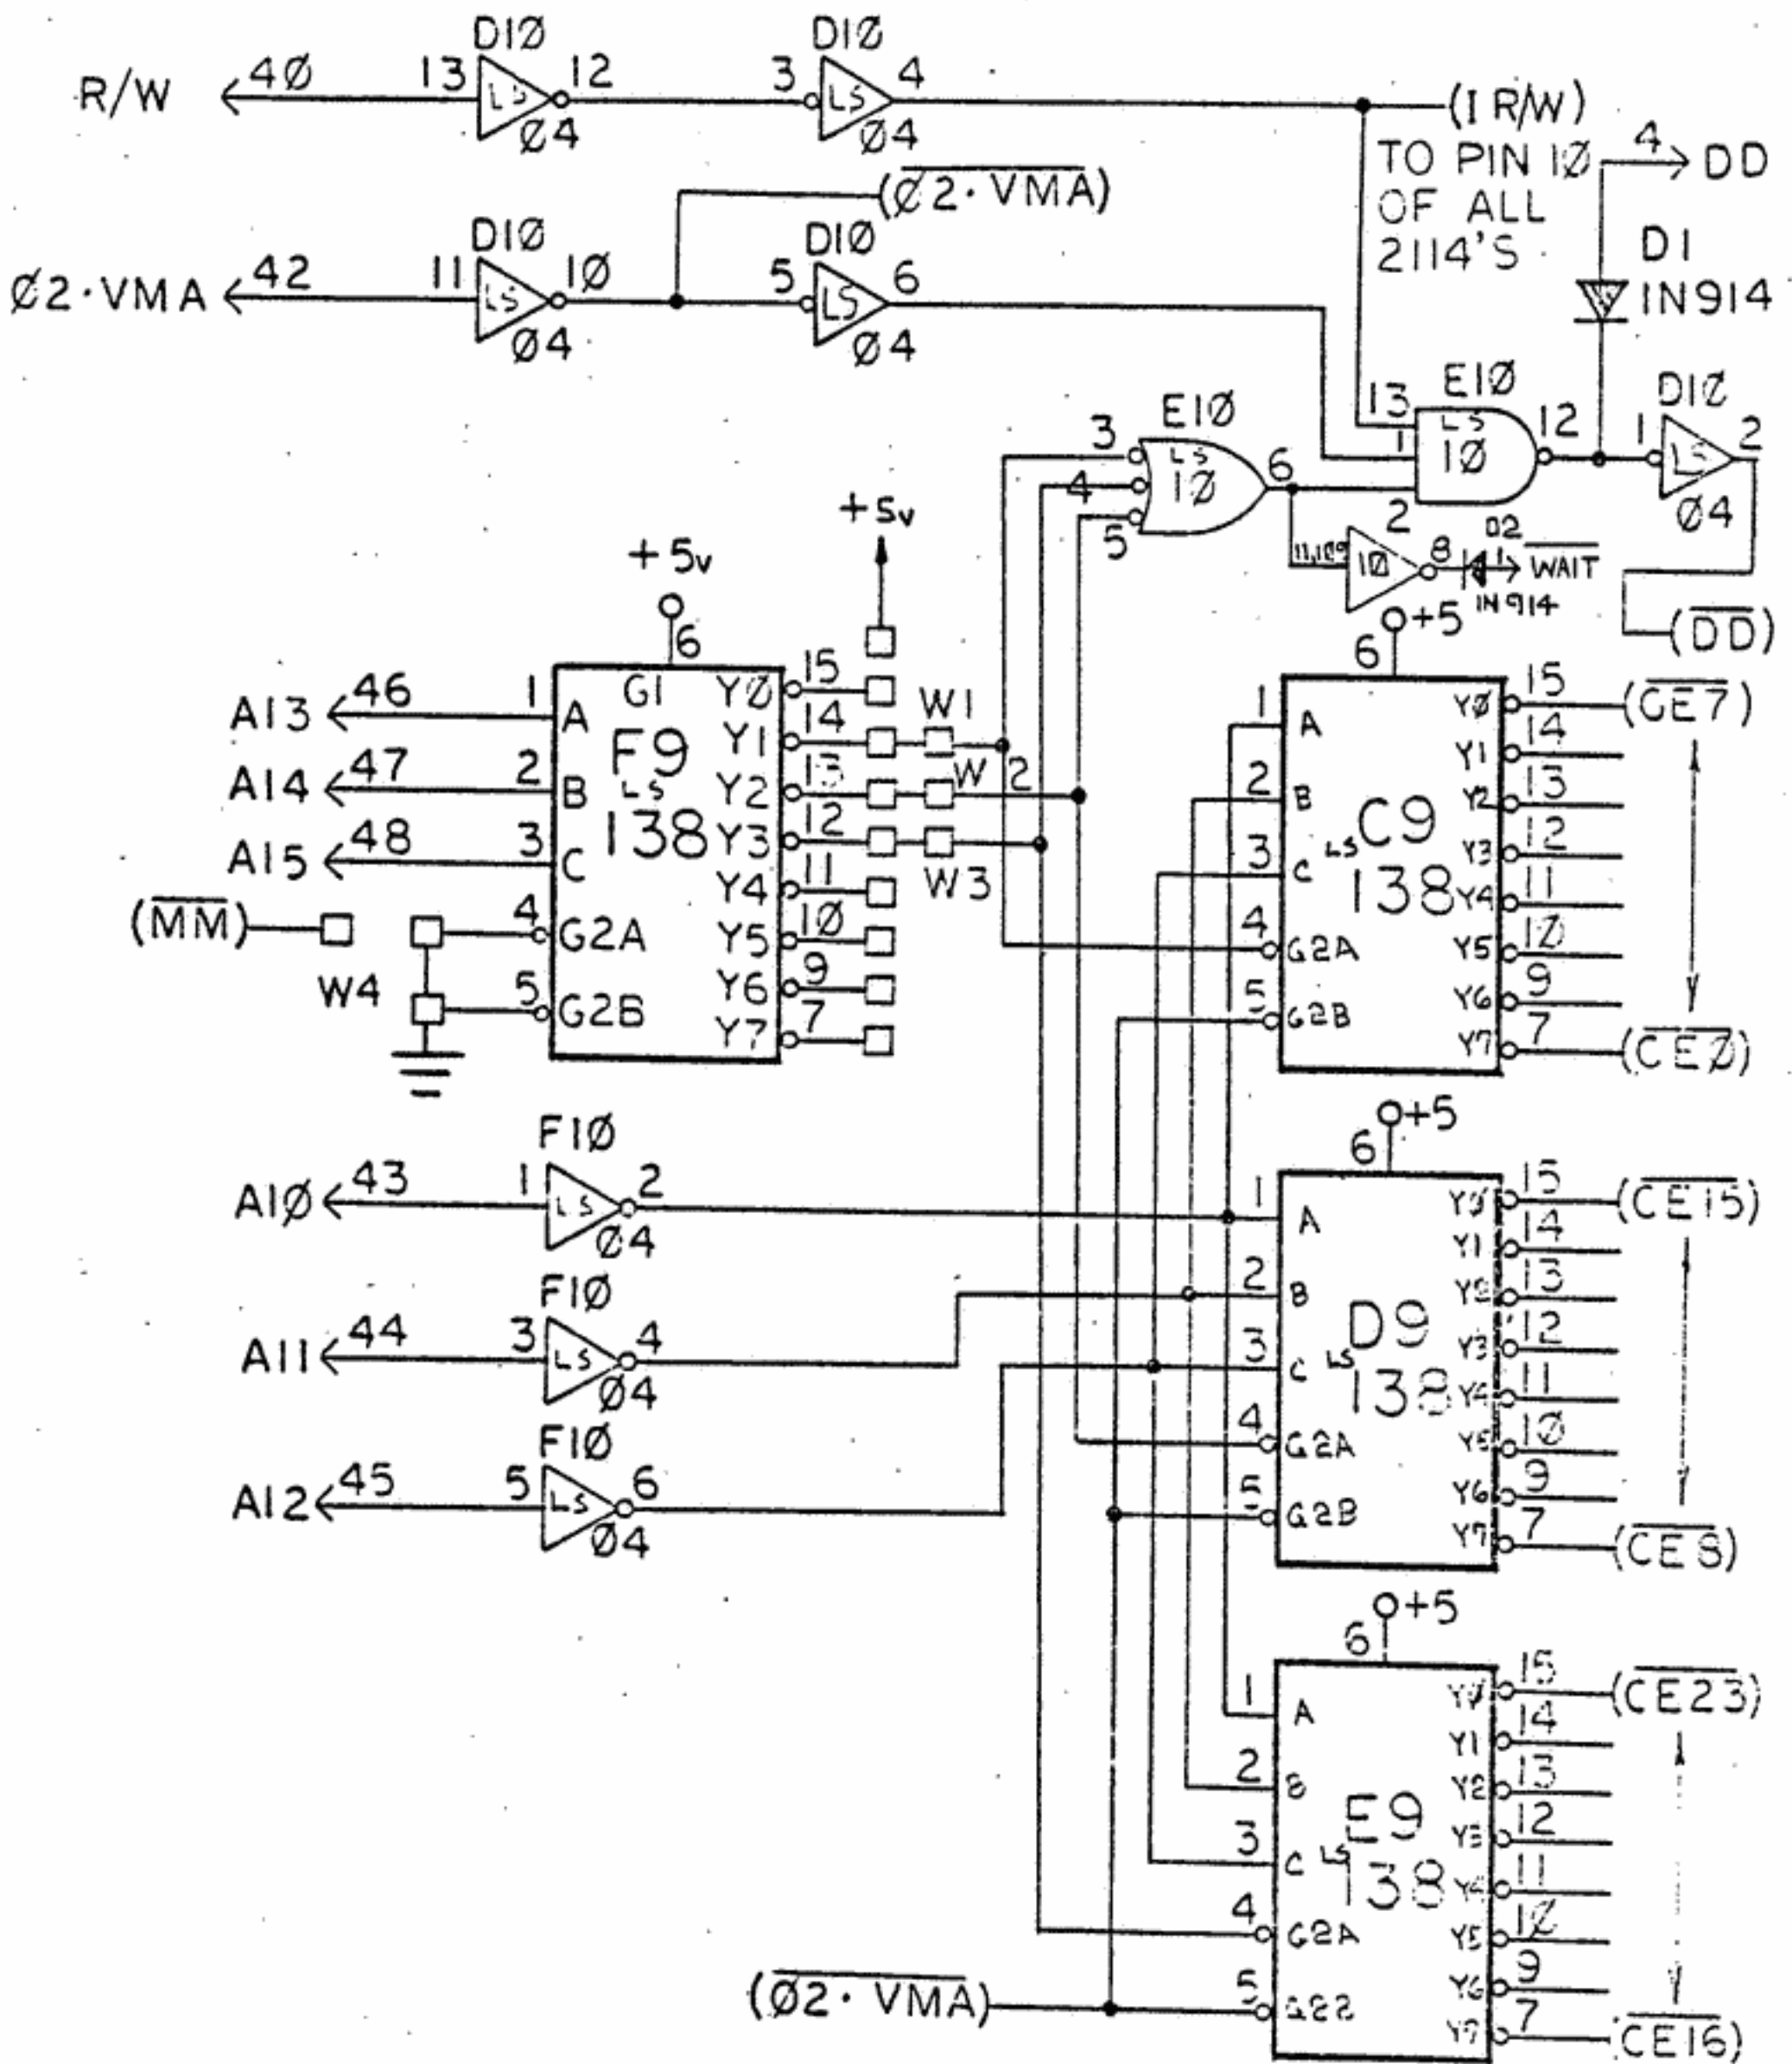 R/W 40 13 D10 LS 12 04 3 D10 LS 4 04 (I R/W)
TO PIN 10
OF ALL
2114'S
4 DD
D1
1N914
(Ø2·VMA)
Ø2·VMA 42 11 D10 LS 10 04 5 D10 LS 6 04
13 E10 LS 10 12
1
2
1 D10 LS 2 04
3 E10 LS 10 6
4
5
10 8 D2 1 WAIT
1N914
(DD)
+5v
+5v
6
A13 46 1 A
A14 47 2 B
A15 48 3 C
(MM) 4 G2A
W4 5 G2B
G1
F9
LS
138
Y0 15
Y1 14 W1
Y2 13 W 2
Y3 12 W3
Y4 11
Y5 10
Y6 9
Y7 7
+5
6
1 A
2 B
3 C
4 G2A
5 G2B
C9
LS
138
Y0 15 (CE7)
Y1 14
Y2 13
Y3 12
Y4 11
Y5 10
Y6 9
Y7 7 (CE0)
A10 43 1 F10 LS 2 04
A11 44 3 F10 LS 4 04
A12 45 5 F10 LS 6 04
+5
6
1 A
2 B
3 C
4 G2A
5 G2B
D9
LS
138
Y0 15 (CE15)
Y1 14
Y2 13
Y3 12
Y4 11
Y5 10
Y6 9
Y7 7 (CE8)
+5
6
1 A
2 B
3 C
4 G2A
(Ø2·VMA) 5
E9
LS
138
Y0 15 (CE23)
Y1 14
Y2 13
Y3 12
Y4 11
Y5 10
Y6 9
Y7 7 (CE16)